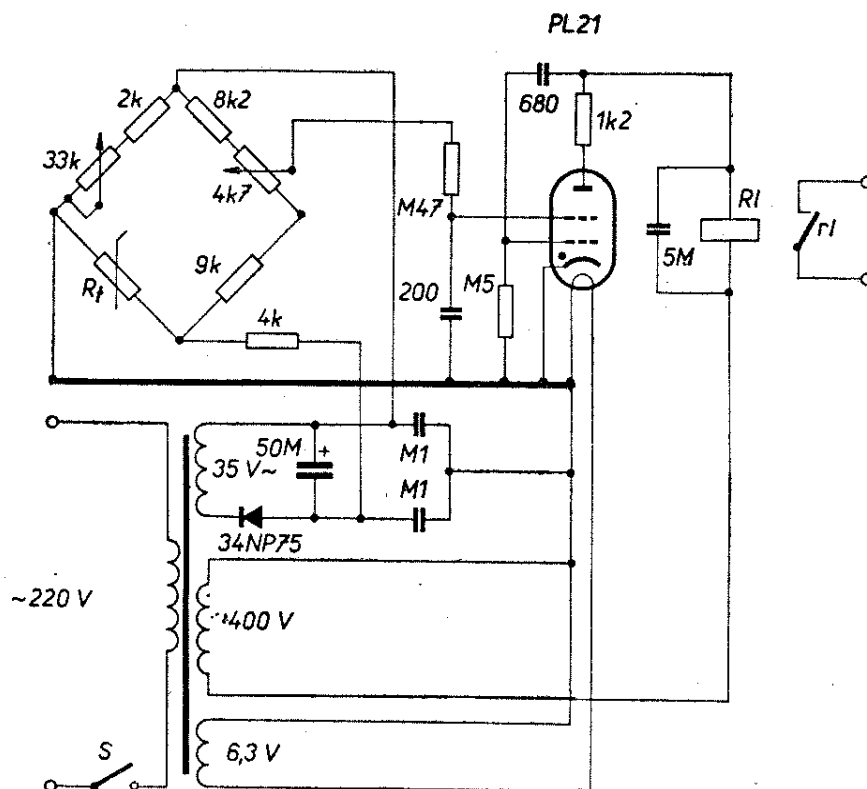 PL21
2k
8k2
680
1k2
33k
4k7
M47
Rl
rl
5M
Rt
9k
M5
200
4k
50M
+
M1
35 V~
M1
34NP75
~220 V
~400 V
S
6,3 V